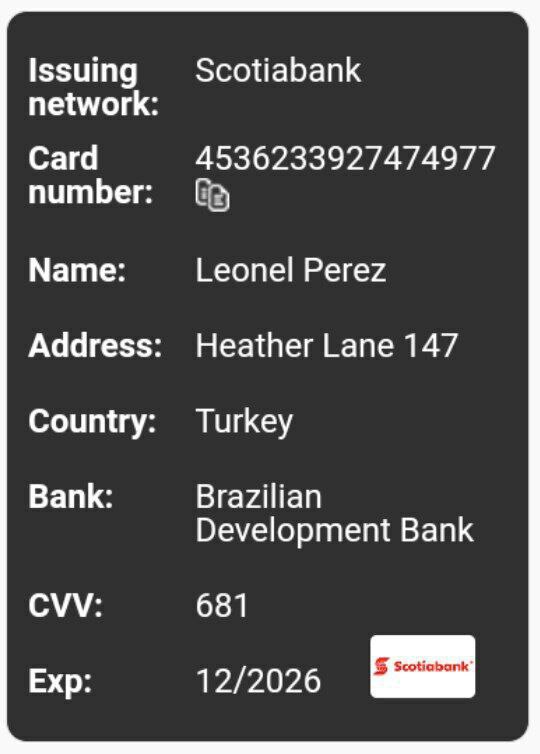 Issuing network: Scotiabank
Card number: 4536233927474977
Name: Leonel Perez
Address: Heather Lane 147
Country: Turkey
Bank: Brazilian Development Bank
CVV: 681
Exp: 12/2026
Scotiabank